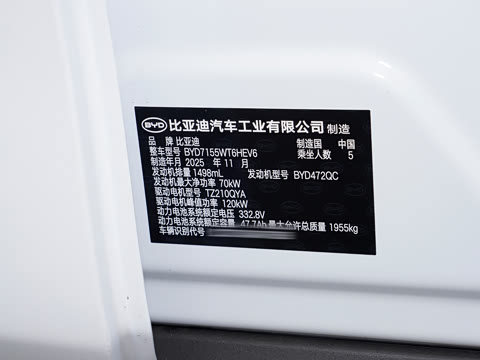 BYD 比亚迪汽车工业有限公司 制造
品 牌 比亚迪 制造国 中国
整车型号 BYD7155WT6HEV6 乘坐人数 5
制造年月 2025 年 11 月
发动机排量 1498mL 发动机型号 BYD472QC
发动机最大净功率 70kW
驱动电机型号 TZ210QYA
驱动电机峰值功率 120kW
动力电池系统额定电压 332.8V
动力电池系统额定容量 47.7Ah 最大允许总质量 1955kg
车辆识别代号